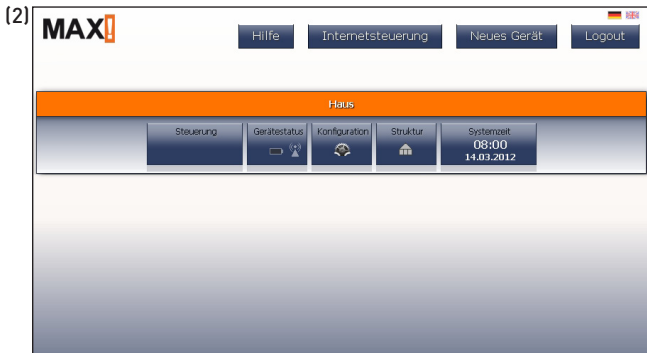 (2)
MAX!
Hilfe Internetsteuerung Neues Gerät Logout
Haus
Steuerung Gerätestatus Konfiguration Struktur Systemzeit
08:00
14.03.2012